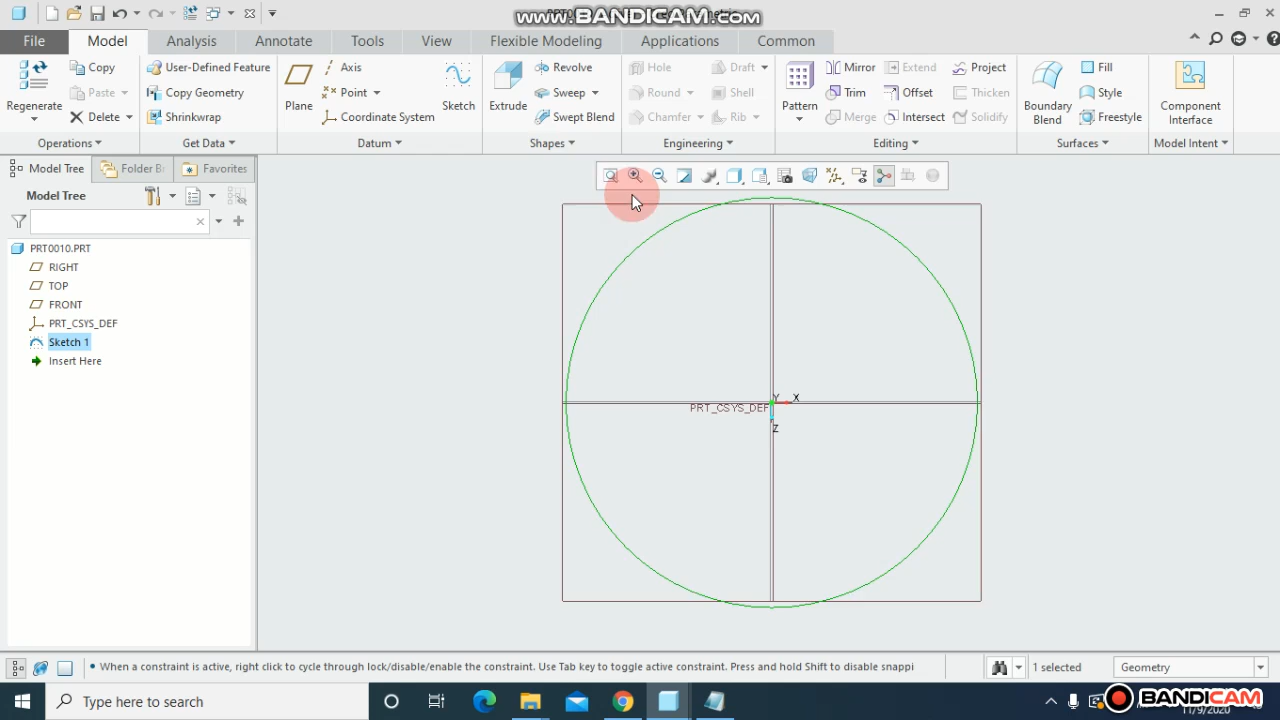 www.BANDICAM.com
File Model Analysis Annotate Tools View Flexible Modeling Applications Common
Regenerate Copy Paste Delete User-Defined Feature Copy Geometry Shrinkwrap
Plane Axis Point Coordinate System Sketch
Extrude Revolve Sweep Swept Blend
Hole Round Chamfer Draft Shell Rib
Pattern Mirror Trim Merge Extend Offset Intersect Project Thicken Solidify
Boundary Blend Fill Style Freestyle
Component Interface
Operations Get Data Datum Shapes Engineering Editing Surfaces Model Intent
Model Tree Folder Favorites
Model Tree
PRT0010.PRT
RIGHT
TOP
FRONT
PRT_CSYS_DEF
Sketch 1
Insert Here
Y X
PRT_CSYS_DEF
Z
• When a constraint is active, right click to cycle through lock/disable/enable the constraint. Use Tab key to toggle active constraint. Press and hold Shift to disable snappi
1 selected Geometry
Type here to search
BANDICAM
11/9/2020